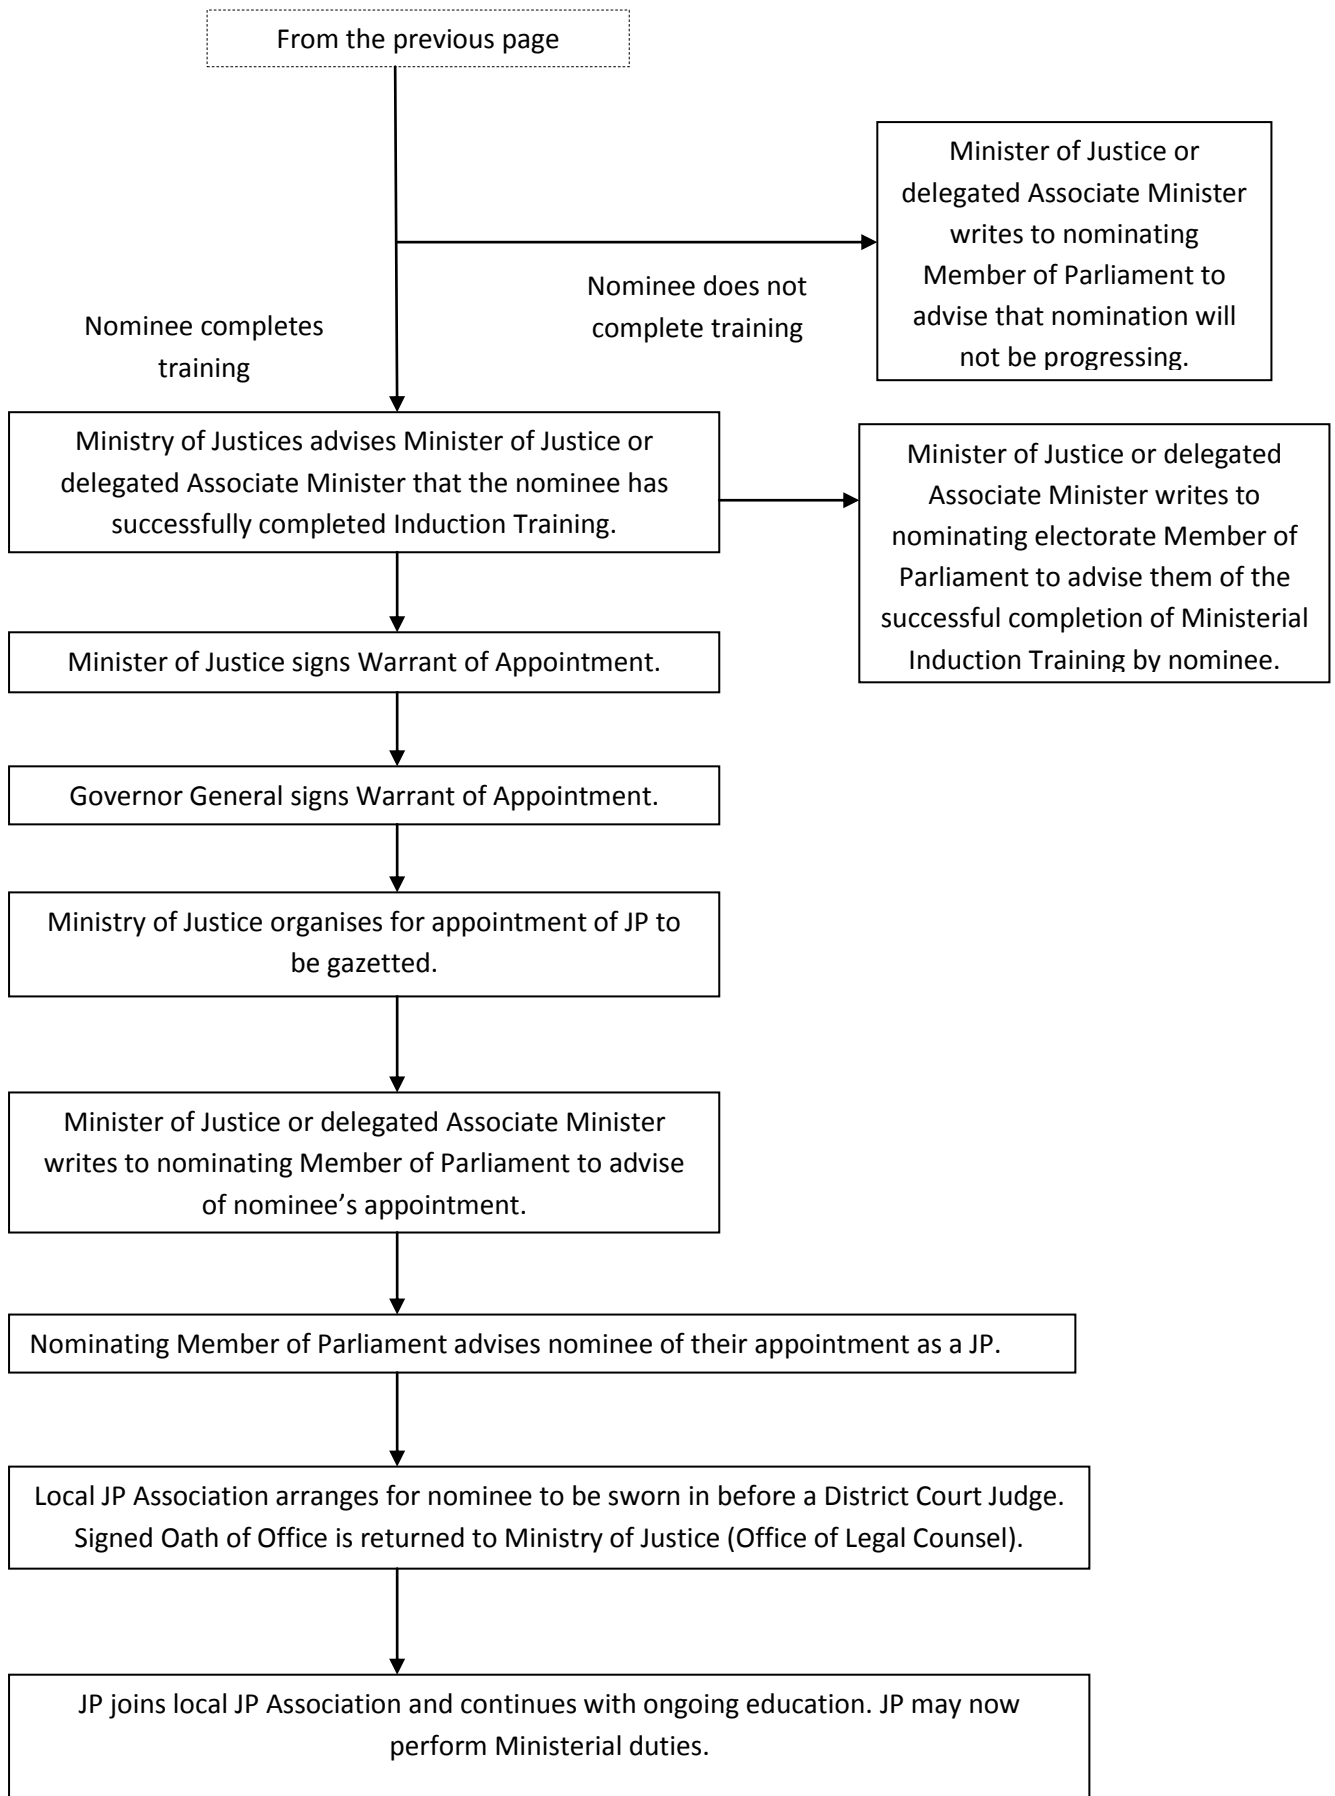 From the previous page
Minister of Justice or
delegated Associate Minister
writes to nominating
Member of Parliament to
advise that nomination will
not be progressing.
Nominee does not
complete training
Nominee completes
training
Ministry of Justices advises Minister of Justice or
delegated Associate Minister that the nominee has
successfully completed Induction Training.
Minister of Justice or delegated
Associate Minister writes to
nominating electorate Member of
Parliament to advise them of the
successful completion of Ministerial
Induction Training by nominee.
Minister of Justice signs Warrant of Appointment.
Governor General signs Warrant of Appointment.
Ministry of Justice organises for appointment of JP to
be gazetted.
Minister of Justice or delegated Associate Minister
writes to nominating Member of Parliament to advise
of nominee’s appointment.
Nominating Member of Parliament advises nominee of their appointment as a JP.
Local JP Association arranges for nominee to be sworn in before a District Court Judge.
Signed Oath of Office is returned to Ministry of Justice (Office of Legal Counsel).
JP joins local JP Association and continues with ongoing education. JP may now
perform Ministerial duties.